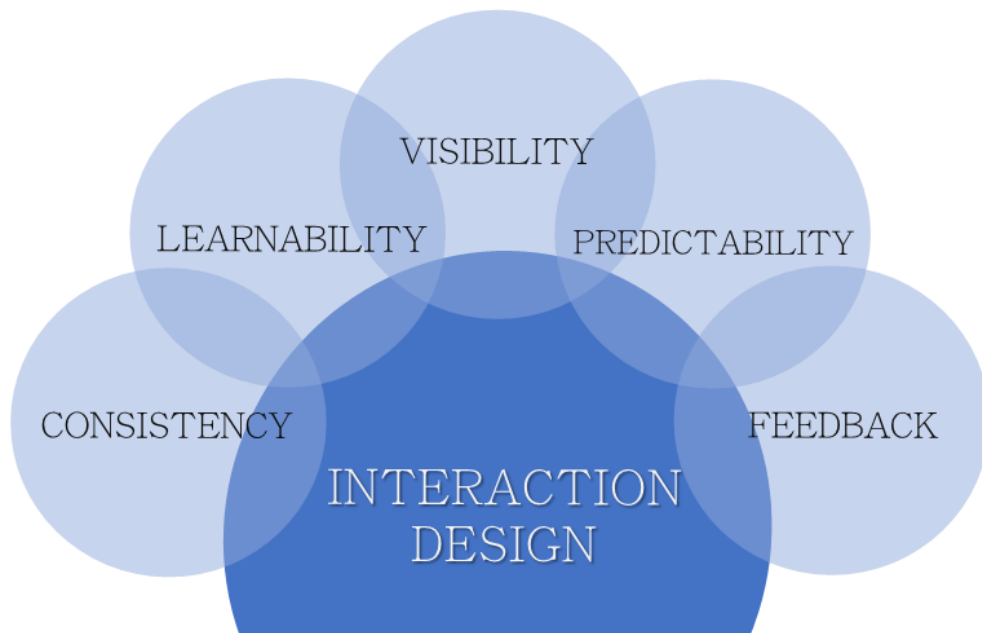 VISIBILITY
LEARNABILITY
PREDICTABILITY
CONSISTENCY
FEEDBACK
INTERACTION
DESIGN